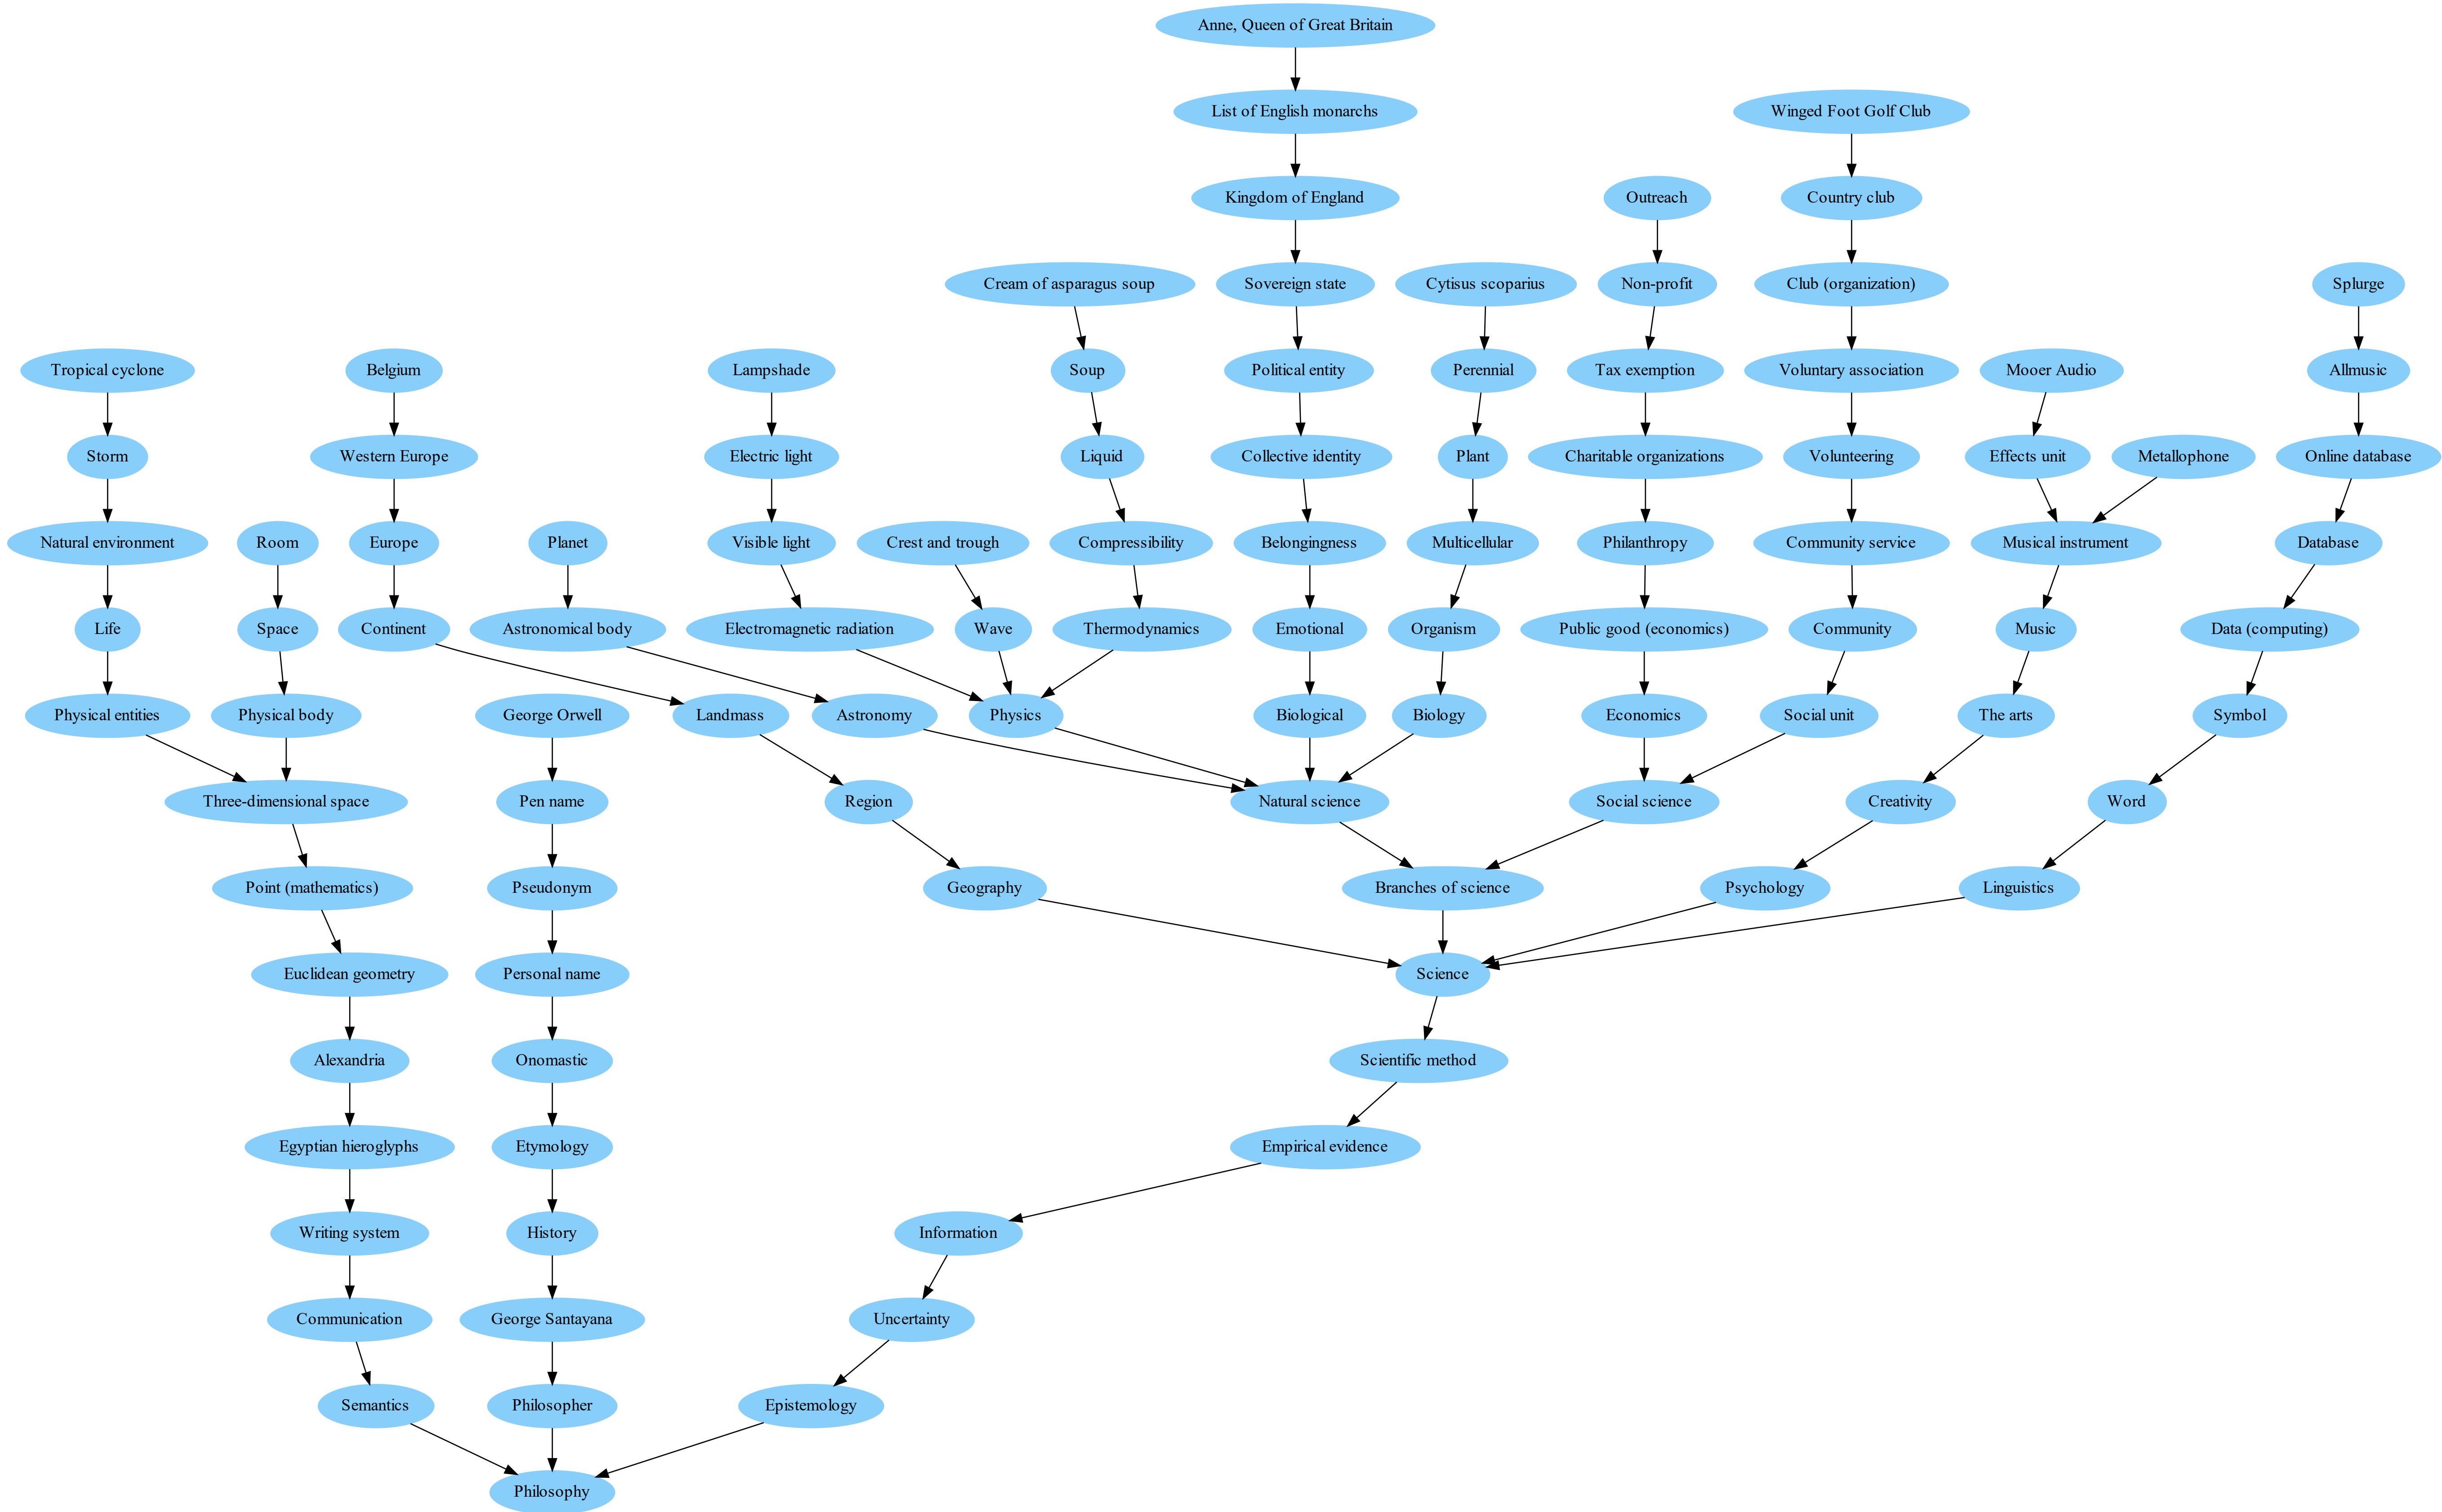 Anne, Queen of Great Britain
List of English monarchs
Winged Foot Golf Club
Kingdom of England
Outreach
Country club
Cream of asparagus soup
Sovereign state
Cytisus scoparius
Non-profit
Club (organization)
Splurge
Tropical cyclone
Belgium
Lampshade
Soup
Political entity
Perennial
Tax exemption
Voluntary association
Mooer Audio
Allmusic
Storm
Western Europe
Electric light
Liquid
Collective identity
Plant
Charitable organizations
Volunteering
Effects unit
Metallophone
Online database
Natural environment
Room
Europe
Planet
Visible light
Crest and trough
Compressibility
Belongingness
Multicellular
Philanthropy
Community service
Musical instrument
Database
Life
Space
Continent
Astronomical body
Electromagnetic radiation
Wave
Thermodynamics
Emotional
Organism
Public good (economics)
Community
Music
Data (computing)
Physical entities
Physical body
George Orwell
Landmass
Astronomy
Physics
Biological
Biology
Economics
Social unit
The arts
Symbol
Three-dimensional space
Pen name
Region
Natural science
Social science
Creativity
Word
Point (mathematics)
Pseudonym
Geography
Branches of science
Psychology
Linguistics
Euclidean geometry
Personal name
Science
Alexandria
Onomastic
Scientific method
Egyptian hieroglyphs
Etymology
Empirical evidence
Writing system
History
Information
Communication
George Santayana
Uncertainty
Semantics
Philosopher
Epistemology
Philosophy